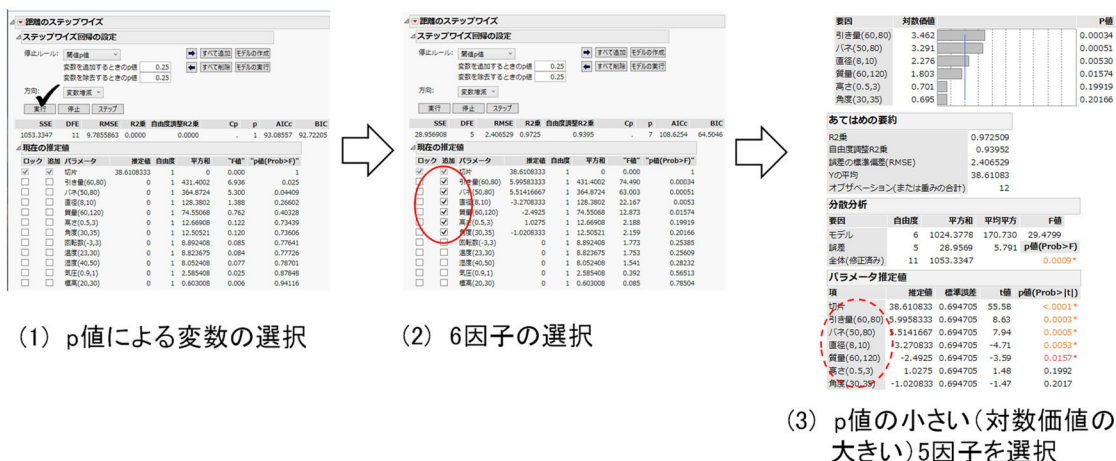 距離のステップワイズ
ステップワイズ回帰の設定
停止ルール: 閾値p値
変数を追加するときのp値 0.25
変数を除去するときのp値 0.25
すべて追加 モデルの作成
すべて削除 モデルの実行
方向: 変数増減
実行 停止 ステップ
SSE DFE RMSE R2乗 自由度調整R2乗 Cp p AICc BIC
1053.3347 11 9.7855863 0.0000 0.0000 . 1 93.08557 92.72205
現在の推定値
ロック 追加 パラメータ 推定値 自由度 平方和 "F値" "p値(Prob>F)"
切片 38.6108333 1 0 0.000 1
引き量(60,80) 0 1 431.4002 6.936 0.025
バネ(50,80) 0 1 364.8724 5.300 0.04409
直径(8,10) 0 1 128.3802 1.388 0.26602
質量(60,120) 0 1 74.55068 0.762 0.40328
高さ(0.5,3) 0 1 12.66908 0.122 0.73439
角度(30,35) 0 1 12.50521 0.120 0.73606
回転数(-3,3) 0 1 8.892408 0.085 0.77641
温度(23,30) 0 1 8.823675 0.084 0.77726
湿度(40,50) 0 1 8.052408 0.077 0.78701
気圧(0.9,1) 0 1 2.585408 0.025 0.87848
標高(20,30) 0 1 0.603008 0.006 0.94116
(1) p値による変数の選択
距離のステップワイズ
ステップワイズ回帰の設定
停止ルール: 閾値p値
変数を追加するときのp値 0.25
変数を除去するときのp値 0.25
すべて追加 モデルの作成
すべて削除 モデルの実行
方向: 変数増減
実行 停止 ステップ
SSE DFE RMSE R2乗 自由度調整R2乗 Cp p AICc BIC
28.956908 5 2.406529 0.9725 0.9395 . 7 108.6254 64.5046
現在の推定値
ロック 追加 パラメータ 推定値 自由度 平方和 "F値" "p値(Prob>F)"
切片 38.6108333 1 0 0.000 1
引き量(60,80) 5.99583333 1 431.4002 74.490 0.00034
バネ(50,80) 5.51416667 1 364.8724 63.003 0.00051
直径(8,10) -3.2708333 1 128.3802 22.167 0.0053
質量(60,120) -2.4925 1 74.55068 12.873 0.01574
高さ(0.5,3) 1.0275 1 12.66908 2.188 0.19919
角度(30,35) -1.0208333 1 12.50521 2.159 0.20166
回転数(-3,3) 0 1 8.892408 1.773 0.25385
温度(23,30) 0 1 8.823675 1.753 0.25609
湿度(40,50) 0 1 8.052408 1.541 0.28232
気圧(0.9,1) 0 1 2.585408 0.392 0.56513
標高(20,30) 0 1 0.603008 0.085 0.78504
(2) 6因子の選択
要因 対数価値 P値
引き量(60,80) 3.462 0.00034
バネ(50,80) 3.291 0.00051
直径(8,10) 2.276 0.00530
質量(60,120) 1.803 0.01574
高さ(0.5,3) 0.701 0.19919
角度(30,35) 0.695 0.20166
あてはめの要約
R2乗 0.972509
自由度調整R2乗 0.93952
誤差の標準偏差(RMSE) 2.406529
Yの平均 38.61083
オブザベーション(または重みの合計) 12
分散分析
要因 自由度 平方和 平均平方 F値
モデル 6 1024.3778 170.730 29.4799
誤差 5 28.9569 5.791 p値(Prob>F)
全体(修正済み) 11 1053.3347 0.0009*
パラメータ推定値
項 推定値 標準誤差 t値 p値(Prob>|t|)
切片 38.610833 0.694705 55.58 <.0001*
引き量(60,80) 5.9958333 0.694705 8.63 0.0003*
バネ(50,80) 5.5141667 0.694705 7.94 0.0005*
直径(8,10) -3.270833 0.694705 -4.71 0.0053*
質量(60,120) -2.4925 0.694705 -3.59 0.0157*
高さ(0.5,3) 1.0275 0.694705 1.48 0.1992
角度(30,35) -1.020833 0.694705 -1.47 0.2017
(3) p値の小さい(対数価値の
大きい)5因子を選択